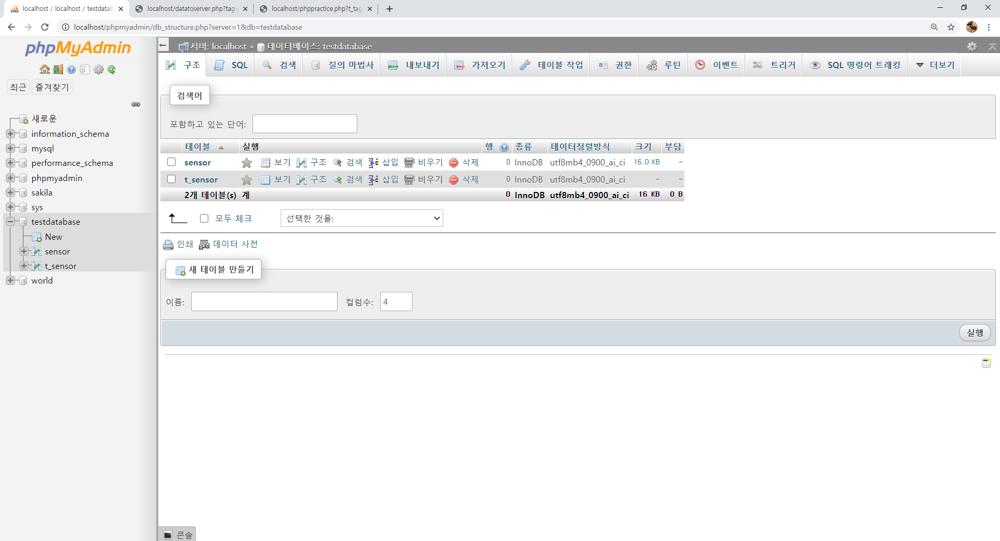 localhost / localhost / testdatab
localhost/datatoserver.php?tag=
localhost/phppractice.php?t_tag
localhost/phpmyadmin/db_structure.php?server=1&db=testdatabase
phpMyAdmin
최근 즐겨찾기
새로운
information_schema
mysql
performance_schema
phpmyadmin
sakila
sys
testdatabase
New
sensor
t_sensor
world
서버: localhost » 데이터베이스: testdatabase
구조 SQL 검색 질의 마법사 내보내기 가져오기 테이블 작업 권한 루틴 이벤트 트리거 SQL 명령어 트래킹 더보기
검색어
포함하고 있는 단어:
테이블 실행 행 종류 데이터정렬방식 크기 부담
sensor 보기 구조 검색 삽입 비우기 삭제 0 InnoDB utf8mb4_0900_ai_ci 16.0 KB -
t_sensor 보기 구조 검색 삽입 비우기 삭제 0 InnoDB utf8mb4_0900_ai_ci - -
2개 테이블(s) 계 0 InnoDB utf8mb4_0900_ai_ci 16 KB 0 B
모두 체크 선택한 것을:
인쇄 데이터 사전
새 테이블 만들기
이름: 컬럼수: 4
실행
콘솔